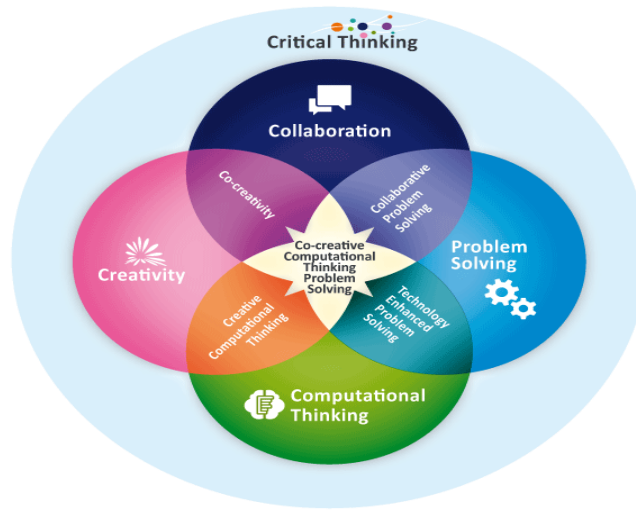 Critical Thinking
Collaboration
Co-creativity
Collaborative
Problem
Solving
Creativity
Co-creative
Computational
Thinking
Problem
Solving
Problem
Solving
Creative
Computational
Thinking
Technology
Enhanced
Problem
Solving
Computational
Thinking